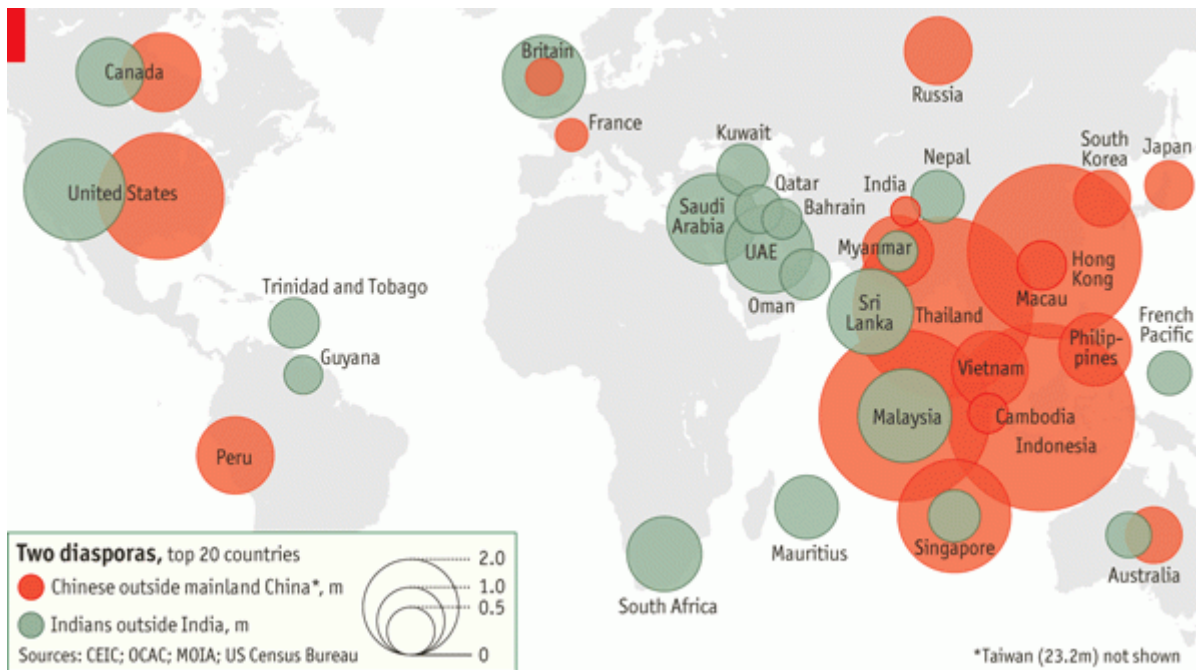 Canada
United States
Britain
France
Russia
Kuwait
Qatar
Bahrain
Saudi
Arabia
UAE
Oman
Nepal
India
South
Korea
Japan
Myanmar
Hong
Kong
Macau
Sri
Lanka
Thailand
Philip-
pines
French
Pacific
Vietnam
Malaysia
Cambodia
Indonesia
Singapore
Australia
Trinidad and Tobago
Guyana
Peru
Mauritius
South Africa
Two diasporas, top 20 countries
Chinese outside mainland China*, m
Indians outside India, m
2.0
1.0
0.5
0
Sources: CEIC; OCAC; MOIA; US Census Bureau
*Taiwan (23.2m) not shown